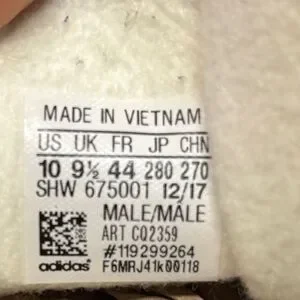 MADE IN VIETNAM
US UK FR JP CHN
10 9½ 44 280 270
SHW 675001 12/17
MALE/MALE
ART CQ2359
#119299264
adidas F6MRJ41k00118